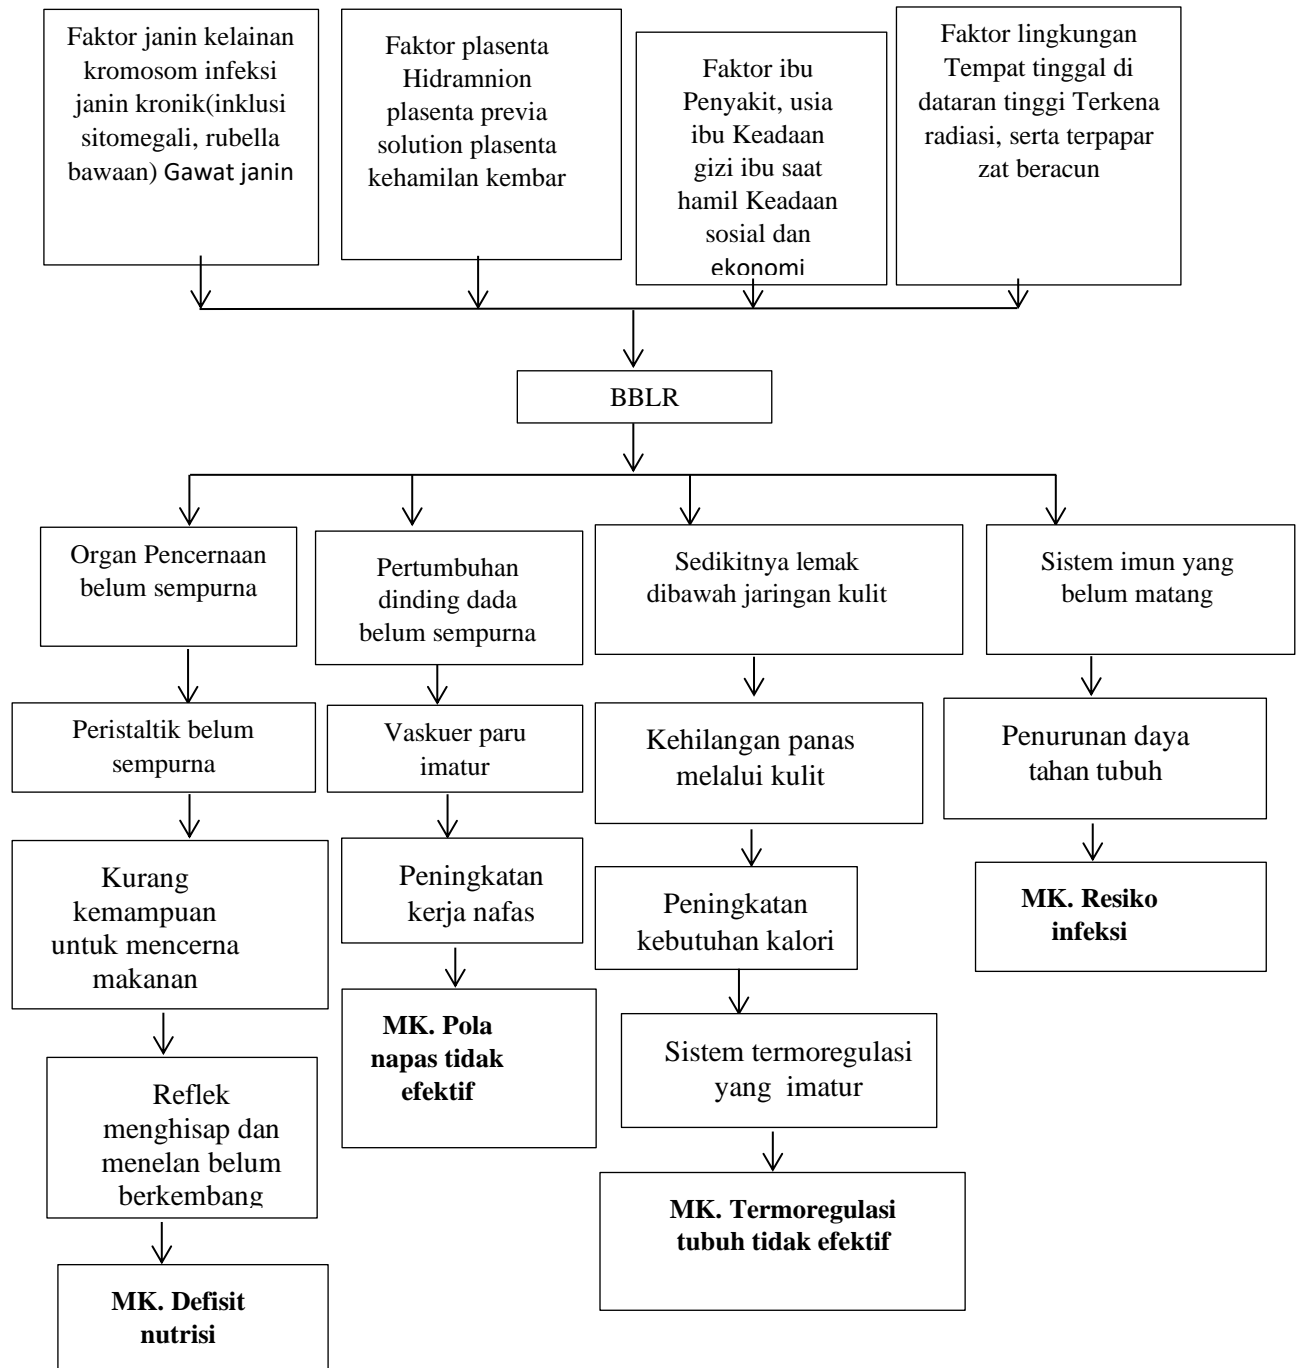 Faktor janin kelainan
kromosom infeksi
janin kronik(inklusi
sitomegali, rubella
bawaan) Gawat janin
Faktor plasenta
Hidramnion
plasenta previa
solution plasenta
kehamilan kembar
Faktor ibu
Penyakit, usia
ibu Keadaan
gizi ibu saat
hamil Keadaan
sosial dan
ekonomi
Faktor lingkungan
Tempat tinggal di
dataran tinggi Terkena
radiasi, serta terpapar
zat beracun
BBLR
Organ Pencernaan
belum sempurna
Pertumbuhan
dinding dada
belum sempurna
Sedikitnya lemak
dibawah jaringan kulit
Sistem imun yang
belum matang
Peristaltik belum
sempurna
Vaskuer paru
imatur
Kehilangan panas
melalui kulit
Penurunan daya
tahan tubuh
Kurang
kemampuan
untuk mencerna
makanan
Peningkatan
kerja nafas
Peningkatan
kebutuhan kalori
MK. Resiko
infeksi
MK. Pola
napas tidak
efektif
Sistem termoregulasi
yang imatur
Reflek
menghisap dan
menelan belum
berkembang
MK. Termoregulasi
tubuh tidak efektif
MK. Defisit
nutrisi